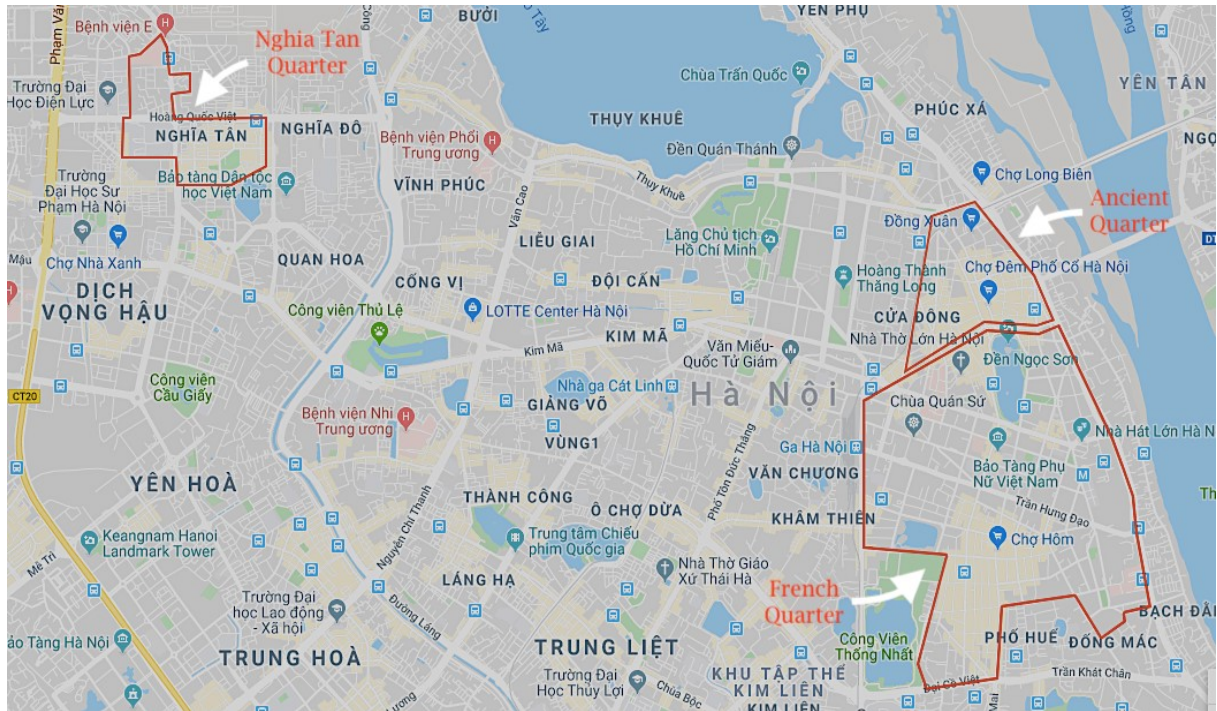 BƯỞI
YÊN PHỤ
Bệnh viện E
Nghia Tan
Quarter
Phạm Vă
Trường Đại
Học Điện Lực
Hoàng Quốc Việt
NGHĨA TÂN
NGHĨA ĐÔ
Chùa Trấn Quốc
YÊN TÂN
PHÚC XÁ
THỤY KHUÊ
Bệnh viện Phổi
Trung ương
Đền Quán Thánh
NGỌ
Trường
Đại Học Sư
Phạm Hà Nội
Bảo tàng Dân tộc
học Việt Nam
VĨNH PHÚC
Thụy Khuê
Chợ Long Biên
Ancient
Quarter
Văn Cao
Đồng Xuân
Chợ Nhà Xanh
Mậu
LIỄU GIAI
Lăng Chủ tịch
Hồ Chí Minh
DỊCH
VỌNG HẬU
QUAN HOA
CỐNG VỊ
ĐỘI CẤN
Hoàng Thành
Thăng Long
Chợ Đêm Phố Cổ Hà Nội
Công viên Thủ Lệ
LOTTE Center Hà Nội
CỬA ĐÔNG
KIM MÃ
Kim Mã
Văn Miếu-
Quốc Tử Giám
Nhà Thờ Lớn Hà Nội
Đền Ngọc Sơn
Công viên
Cầu Giấy
CT20
Nhà ga Cát Linh
Hà Nội
GIẢNG VÕ
Bệnh viện Nhi
Trung ương
Chùa Quán Sứ
Nhà Hát Lớn Hà N
VÙNG1
Phố Tôn Đức Thắng
Ga Hà Nội
VĂN CHƯƠNG
Bảo Tàng Phụ
Nữ Việt Nam
M
YÊN HOÀ
Nguyễn Chí Thanh
THÀNH CÔNG
Ô CHỢ DỪA
KHÂM THIÊN
Trần Hưng Đạo
Th
Keangnam Hanoi
Landmark Tower
Mễ Trì
Trung tâm Chiếu
phim Quốc gia
Chợ Hôm
Nhà Thờ Giáo
Xứ Thái Hà
LÁNG HẠ
French
Quarter
Trường Đại
học Lao động
- Xã hội
Đường Láng
BẠCH ĐẰ
ảo Tàng Hà Nội
TRUNG HOÀ
TRUNG LIỆT
Công Viên
Thống Nhất
PHỐ HUẾ
ĐỐNG MÁC
Trường Đại
Học Thủy Lợi
KHU TẬP THỂ
KIM LIÊN
KIM LIÊN
Chùa Bộc
Đại Cồ Việt
Trần Khát Chân
Mai